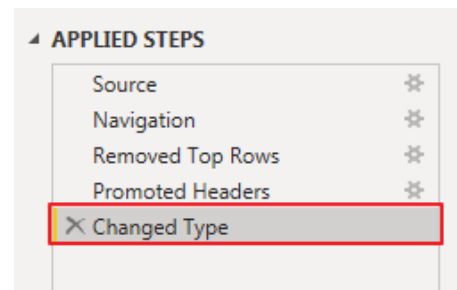 APPLIED STEPS
Source
Navigation
Removed Top Rows
Promoted Headers
Changed Type